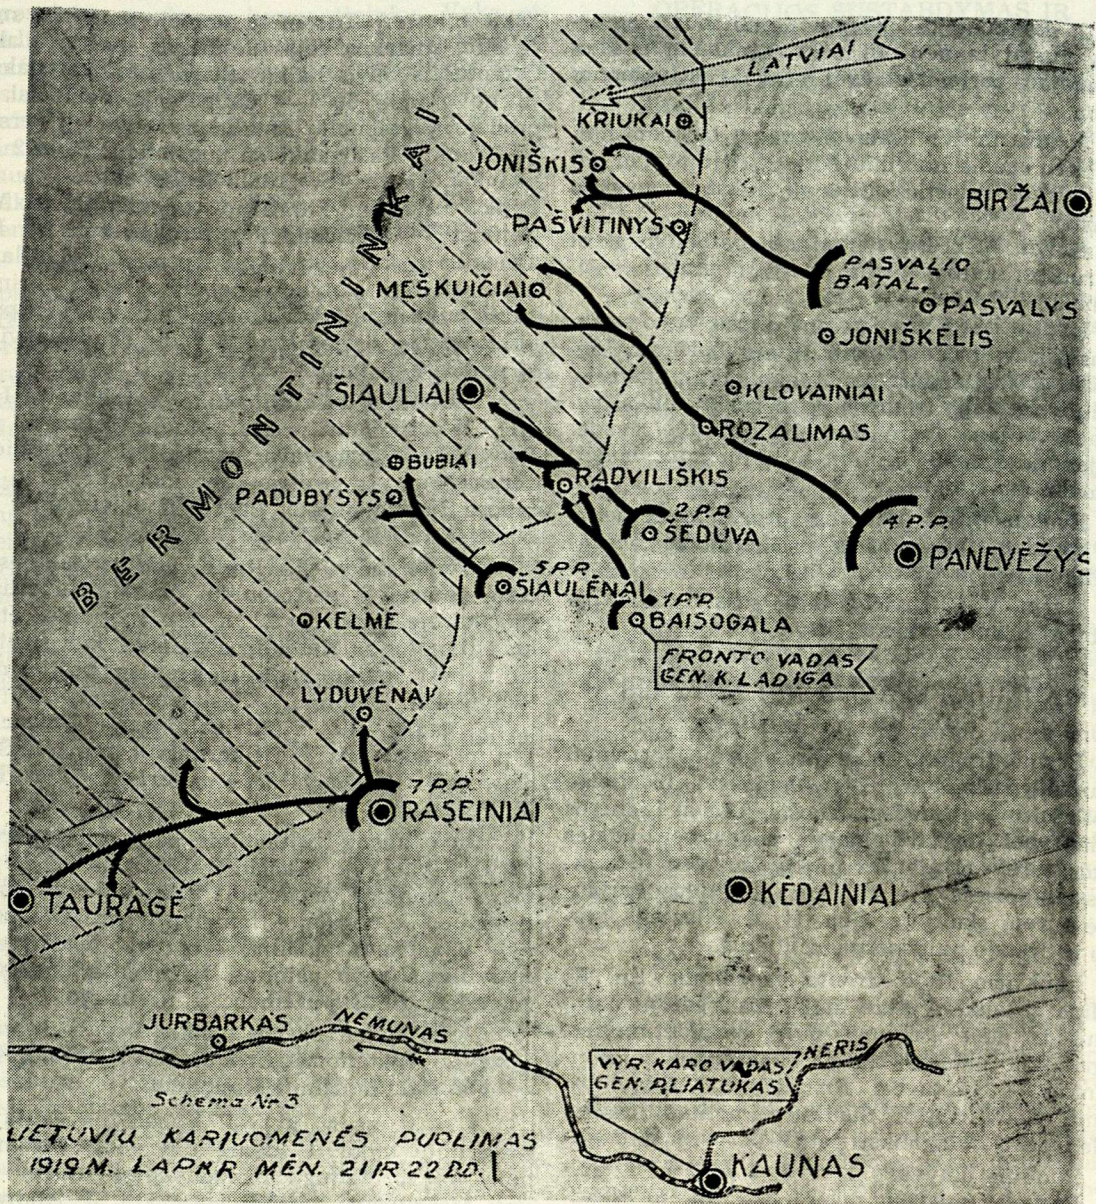 LATVIAI
KRIUKAI
JONIŠKIS
BIRŽAI
PAŠVITINYS
PASVALIO
BATAL.
MEŠKUIČIAI
PASVALYS
JONIŠKĖLIS
ŠIAULIAI
KLOVAINIAI
ROZALIMAS
BERMONTININKAI
BUBIAI
RADVILIŠKIS
PADUBYSYS
2 P.P.
ŠEDUVA
4 P.P.
PANEVĖŽYS
5 P.P.
ŠIAULĖNAI
1 P.P.
BAISOGALA
KELMĖ
FRONTO VADAS
GEN. K. LADIGA
LYDUVĖNAI
7 P.P.
RASEINIAI
TAURAGĖ
KĖDAINIAI
JURBARKAS
NEMUNAS
NERIS
VYR. KARO VADAS
GEN. P. LIATUKAS
Schema Nr 3
LIETUVIŲ KARIUOMENĖS PUOLIMAS
1919 M. LAPKR MĖN. 21 IR 22 DD.
KAUNAS